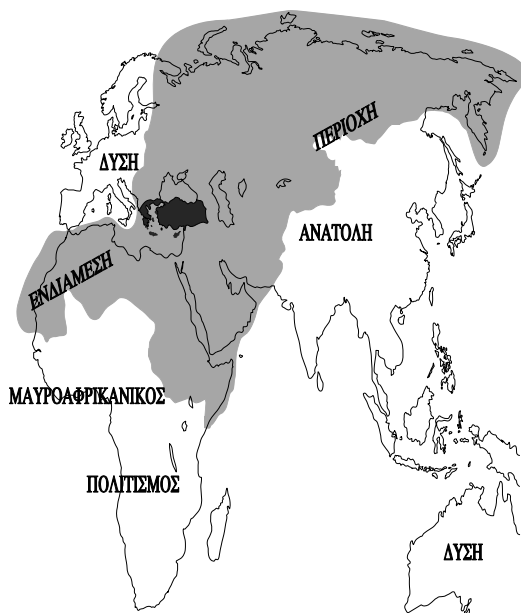 ΠΕΡΙΟΧΗ
ΔΥΣΗ
ΑΝΑΤΟΛΗ
ΕΝΔΙΑΜΕΣΗ
ΜΑΥΡΟΑΦΡΙΚΑΝΙΚΟΣ
ΠΟΛΙΤΙΣΜΟΣ
ΔΥΣΗ